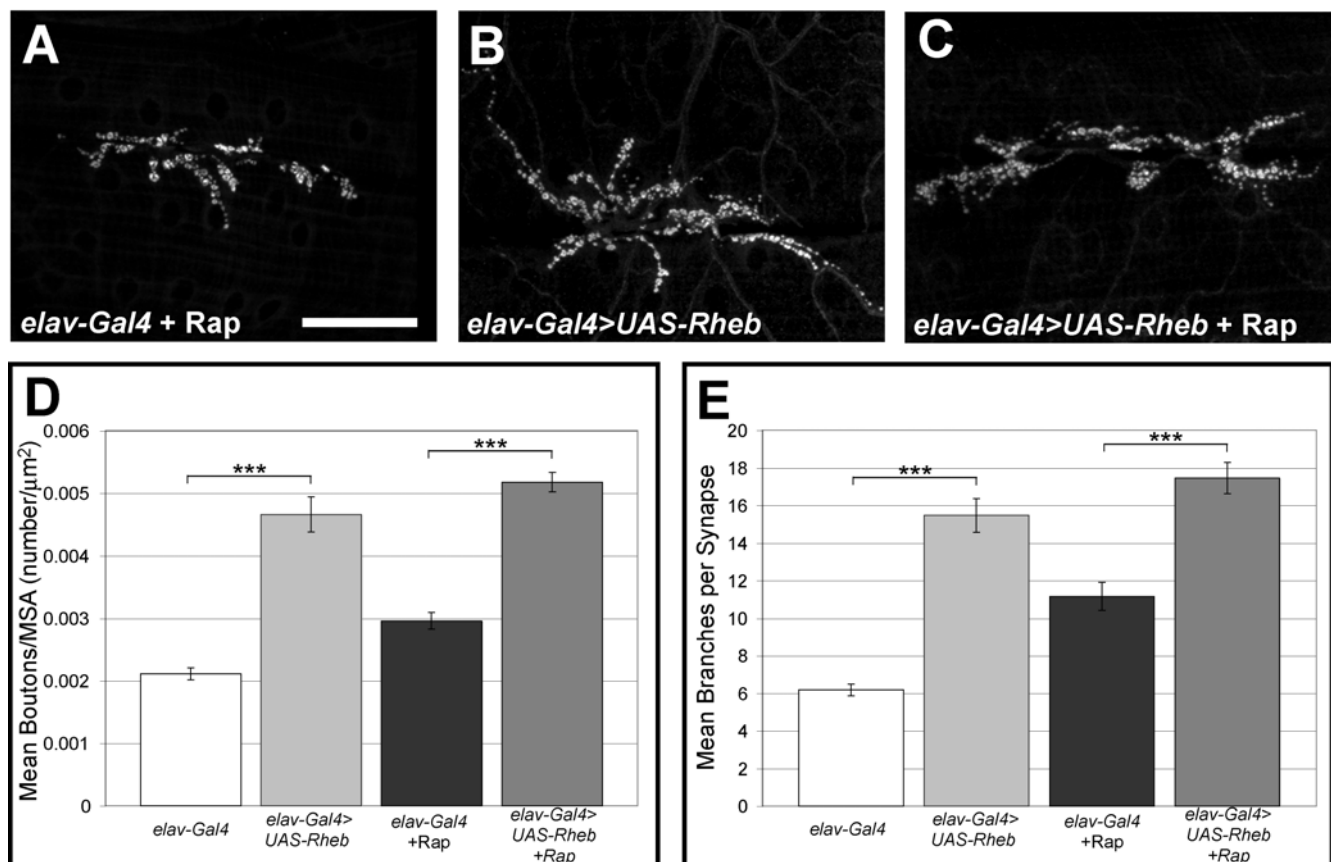 A
elav-Gal4 + Rap
B
elav-Gal4>UAS-Rheb
C
elav-Gal4>UAS-Rheb + Rap
D
Mean Boutons/MSA (number/µm²)
0.006
0.005
0.004
0.003
0.002
0.001
0
***
***
elav-Gal4
elav-Gal4>
UAS-Rheb
elav-Gal4
+Rap
elav-Gal4>
UAS-Rheb
+Rap
E
Mean Branches per Synapse
20
18
16
14
12
10
8
6
4
2
0
***
***
elav-Gal4
elav-Gal4>
UAS-Rheb
elav-Gal4
+Rap
elav-Gal4>
UAS-Rheb
+Rap